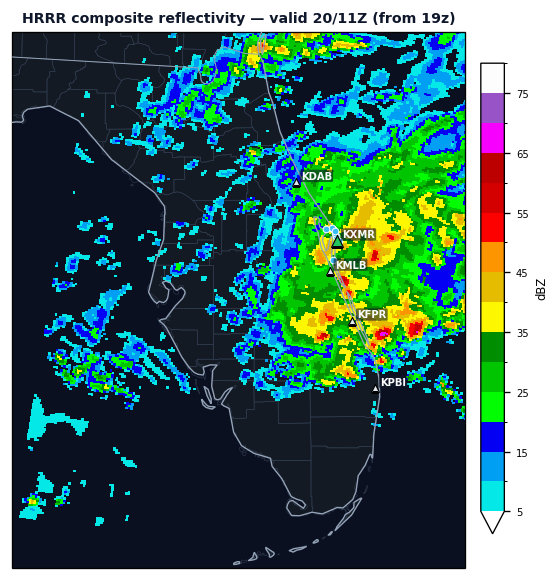 HRRR composite reflectivity — valid 20/11Z (from 19z)
KDAB
KXMR
KMLB
KFPR
KPBI
75
65
55
45
35
25
15
5
dBZ